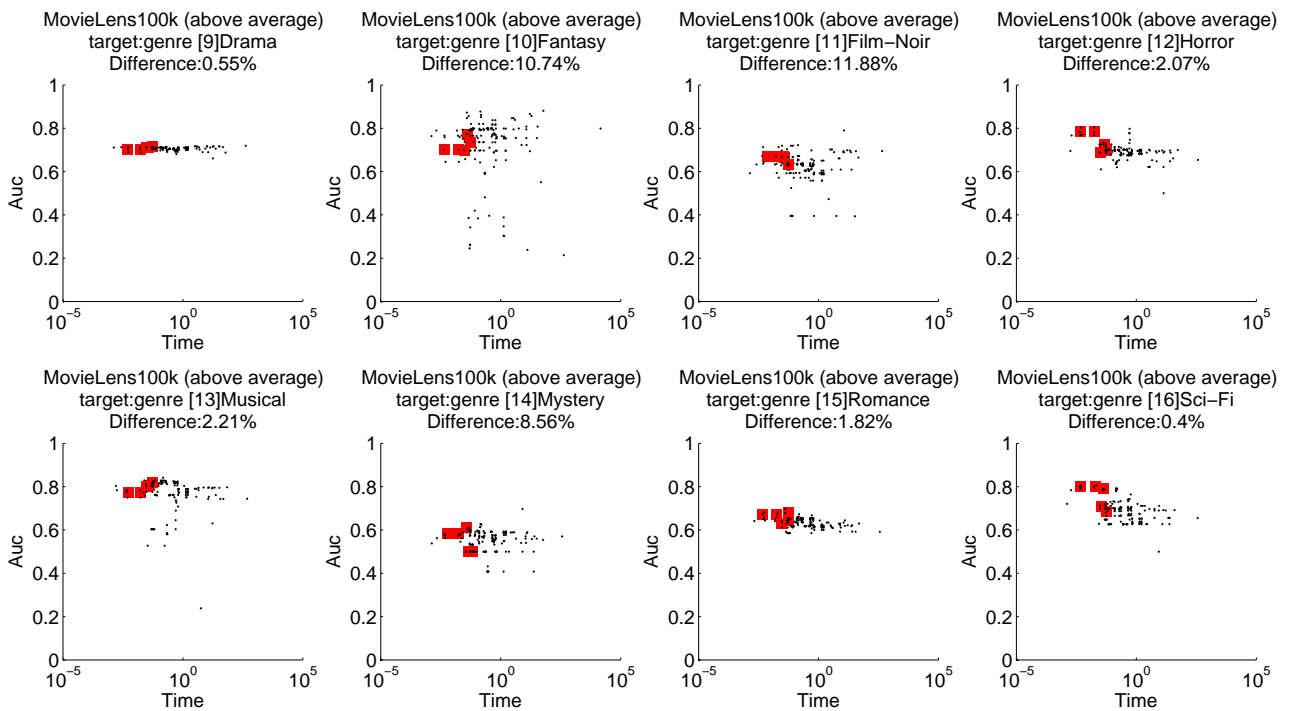 MovieLens100k (above average)
target:genre [9]Drama
Difference:0.55%
1
0.8
0.6
0.4
0.2
0
Auc
10^−5
10^0
10^5
Time
MovieLens100k (above average)
target:genre [10]Fantasy
Difference:10.74%
1
0.8
0.6
0.4
0.2
0
Auc
10^−5
10^0
10^5
Time
MovieLens100k (above average)
target:genre [11]Film−Noir
Difference:11.88%
1
0.8
0.6
0.4
0.2
0
Auc
10^−5
10^0
10^5
Time
MovieLens100k (above average)
target:genre [12]Horror
Difference:2.07%
1
0.8
0.6
0.4
0.2
0
Auc
10^−5
10^0
10^5
Time
MovieLens100k (above average)
target:genre [13]Musical
Difference:2.21%
1
0.8
0.6
0.4
0.2
0
Auc
10^−5
10^0
10^5
Time
MovieLens100k (above average)
target:genre [14]Mystery
Difference:8.56%
1
0.8
0.6
0.4
0.2
0
Auc
10^−5
10^0
10^5
Time
MovieLens100k (above average)
target:genre [15]Romance
Difference:1.82%
1
0.8
0.6
0.4
0.2
0
Auc
10^−5
10^0
10^5
Time
MovieLens100k (above average)
target:genre [16]Sci−Fi
Difference:0.4%
1
0.8
0.6
0.4
0.2
0
Auc
10^−5
10^0
10^5
Time